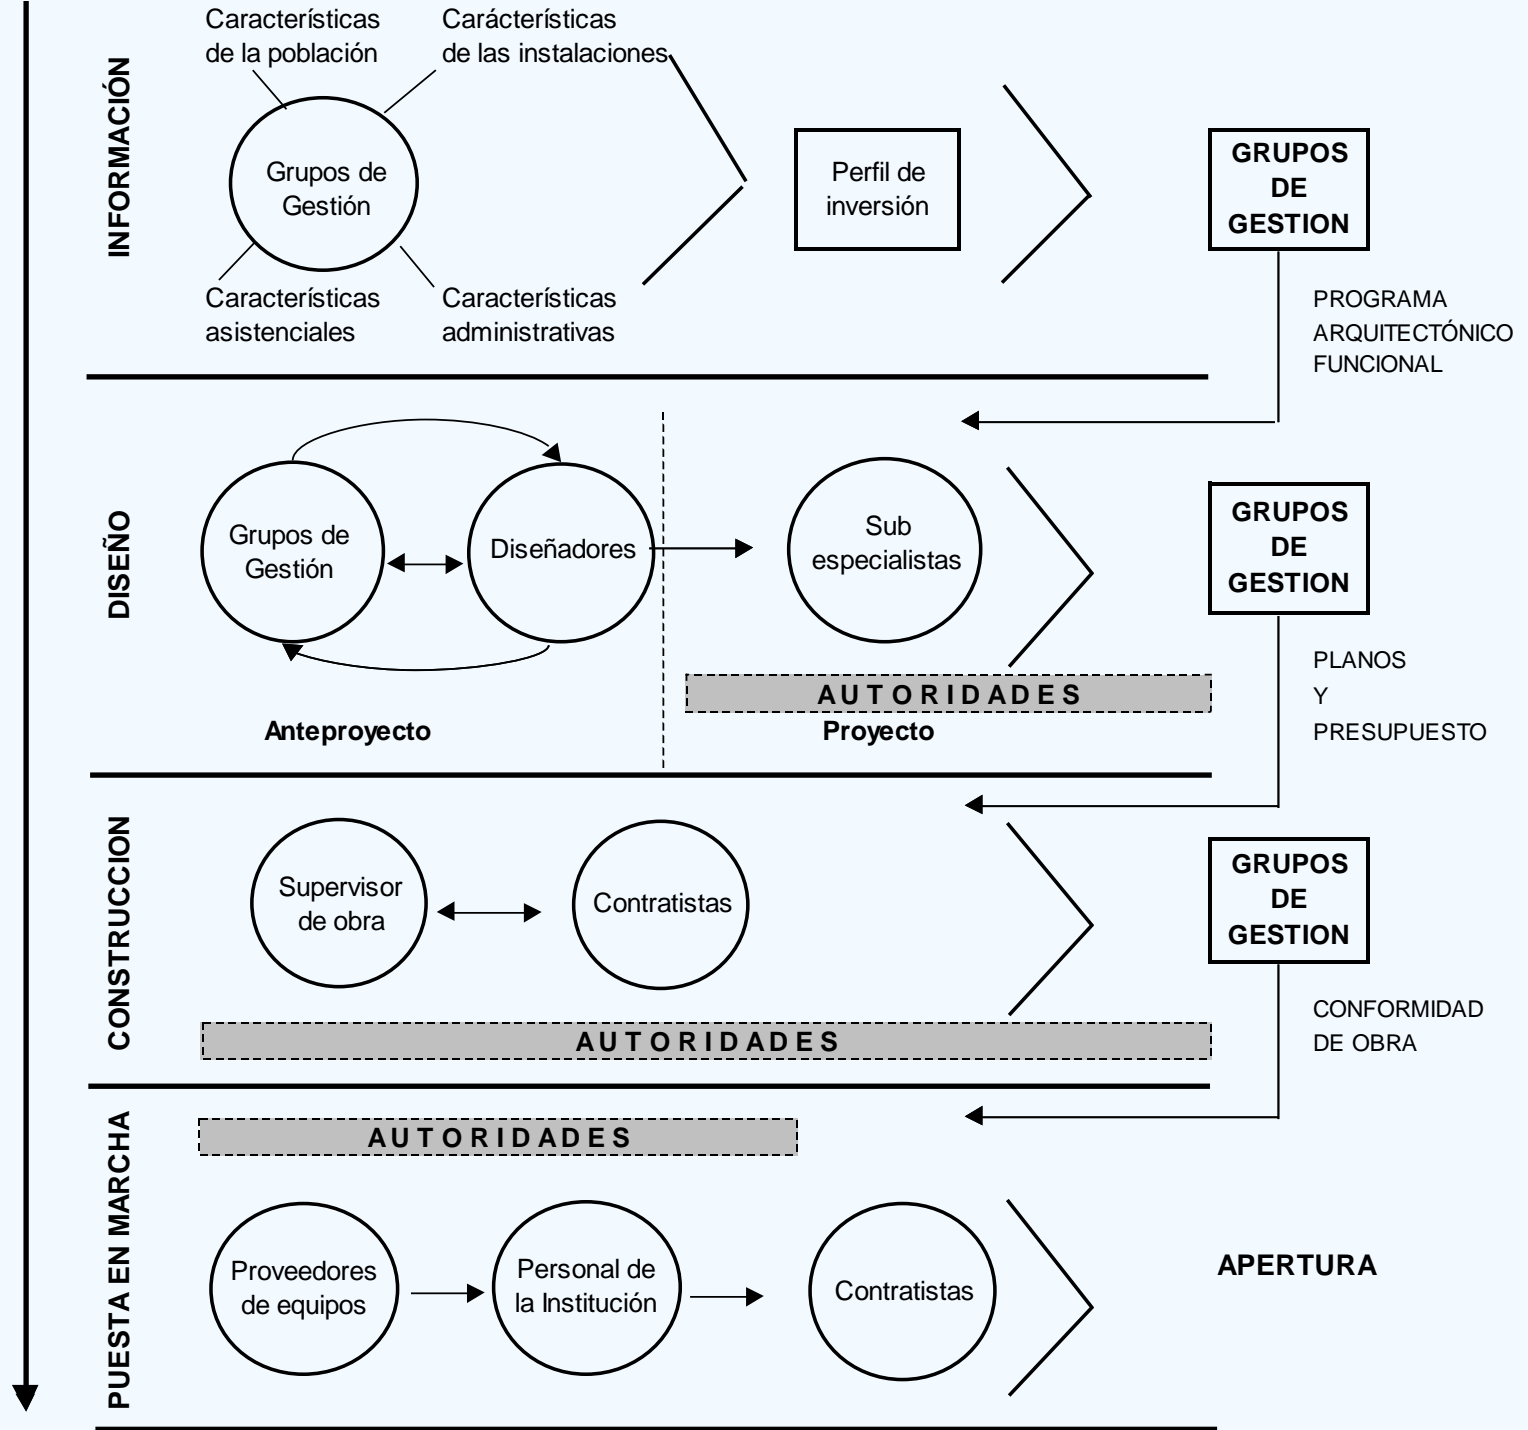 INFORMACIÓN
Características
de la población
Carácterísticas
de las instalaciones
Grupos de
Gestión
Características
asistenciales
Características
administrativas
Perfil de
inversión
GRUPOS
DE
GESTION
PROGRAMA
ARQUITECTÓNICO
FUNCIONAL
DISEÑO
Grupos de
Gestión
Diseñadores
Sub
especialistas
GRUPOS
DE
GESTION
AUTORIDADES
Anteproyecto
Proyecto
PLANOS
Y
PRESUPUESTO
CONSTRUCCION
Supervisor
de obra
Contratistas
GRUPOS
DE
GESTION
AUTORIDADES
CONFORMIDAD
DE OBRA
PUESTA EN MARCHA
AUTORIDADES
Proveedores
de equipos
Personal de
la Institución
Contratistas
APERTURA